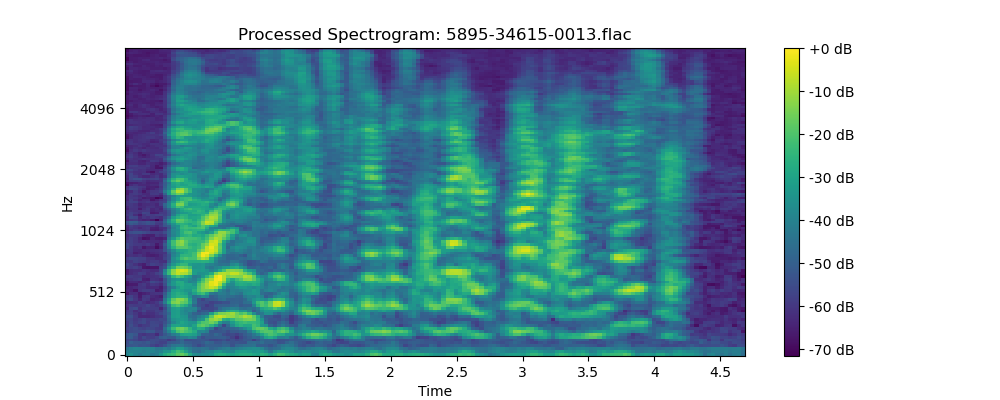 Processed Spectrogram: 5895-34615-0013.flac
Hz
4096
2048
1024
512
0
0
0.5
1
1.5
2
2.5
3
3.5
4
4.5
Time
+0 dB
-10 dB
-20 dB
-30 dB
-40 dB
-50 dB
-60 dB
-70 dB